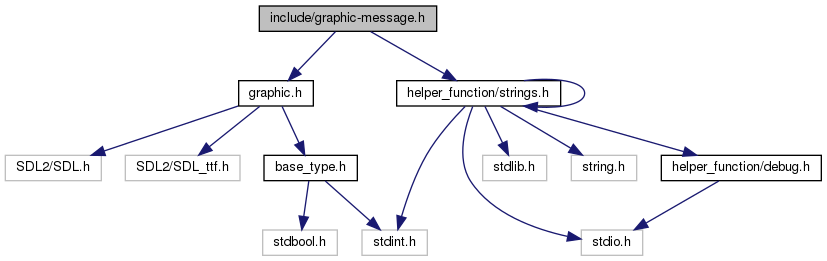 include/graphic-message.h
graphic.h
helper_function/strings.h
SDL2/SDL.h
SDL2/SDL_ttf.h
base_type.h
stdlib.h
string.h
helper_function/debug.h
stdbool.h
stdint.h
stdio.h